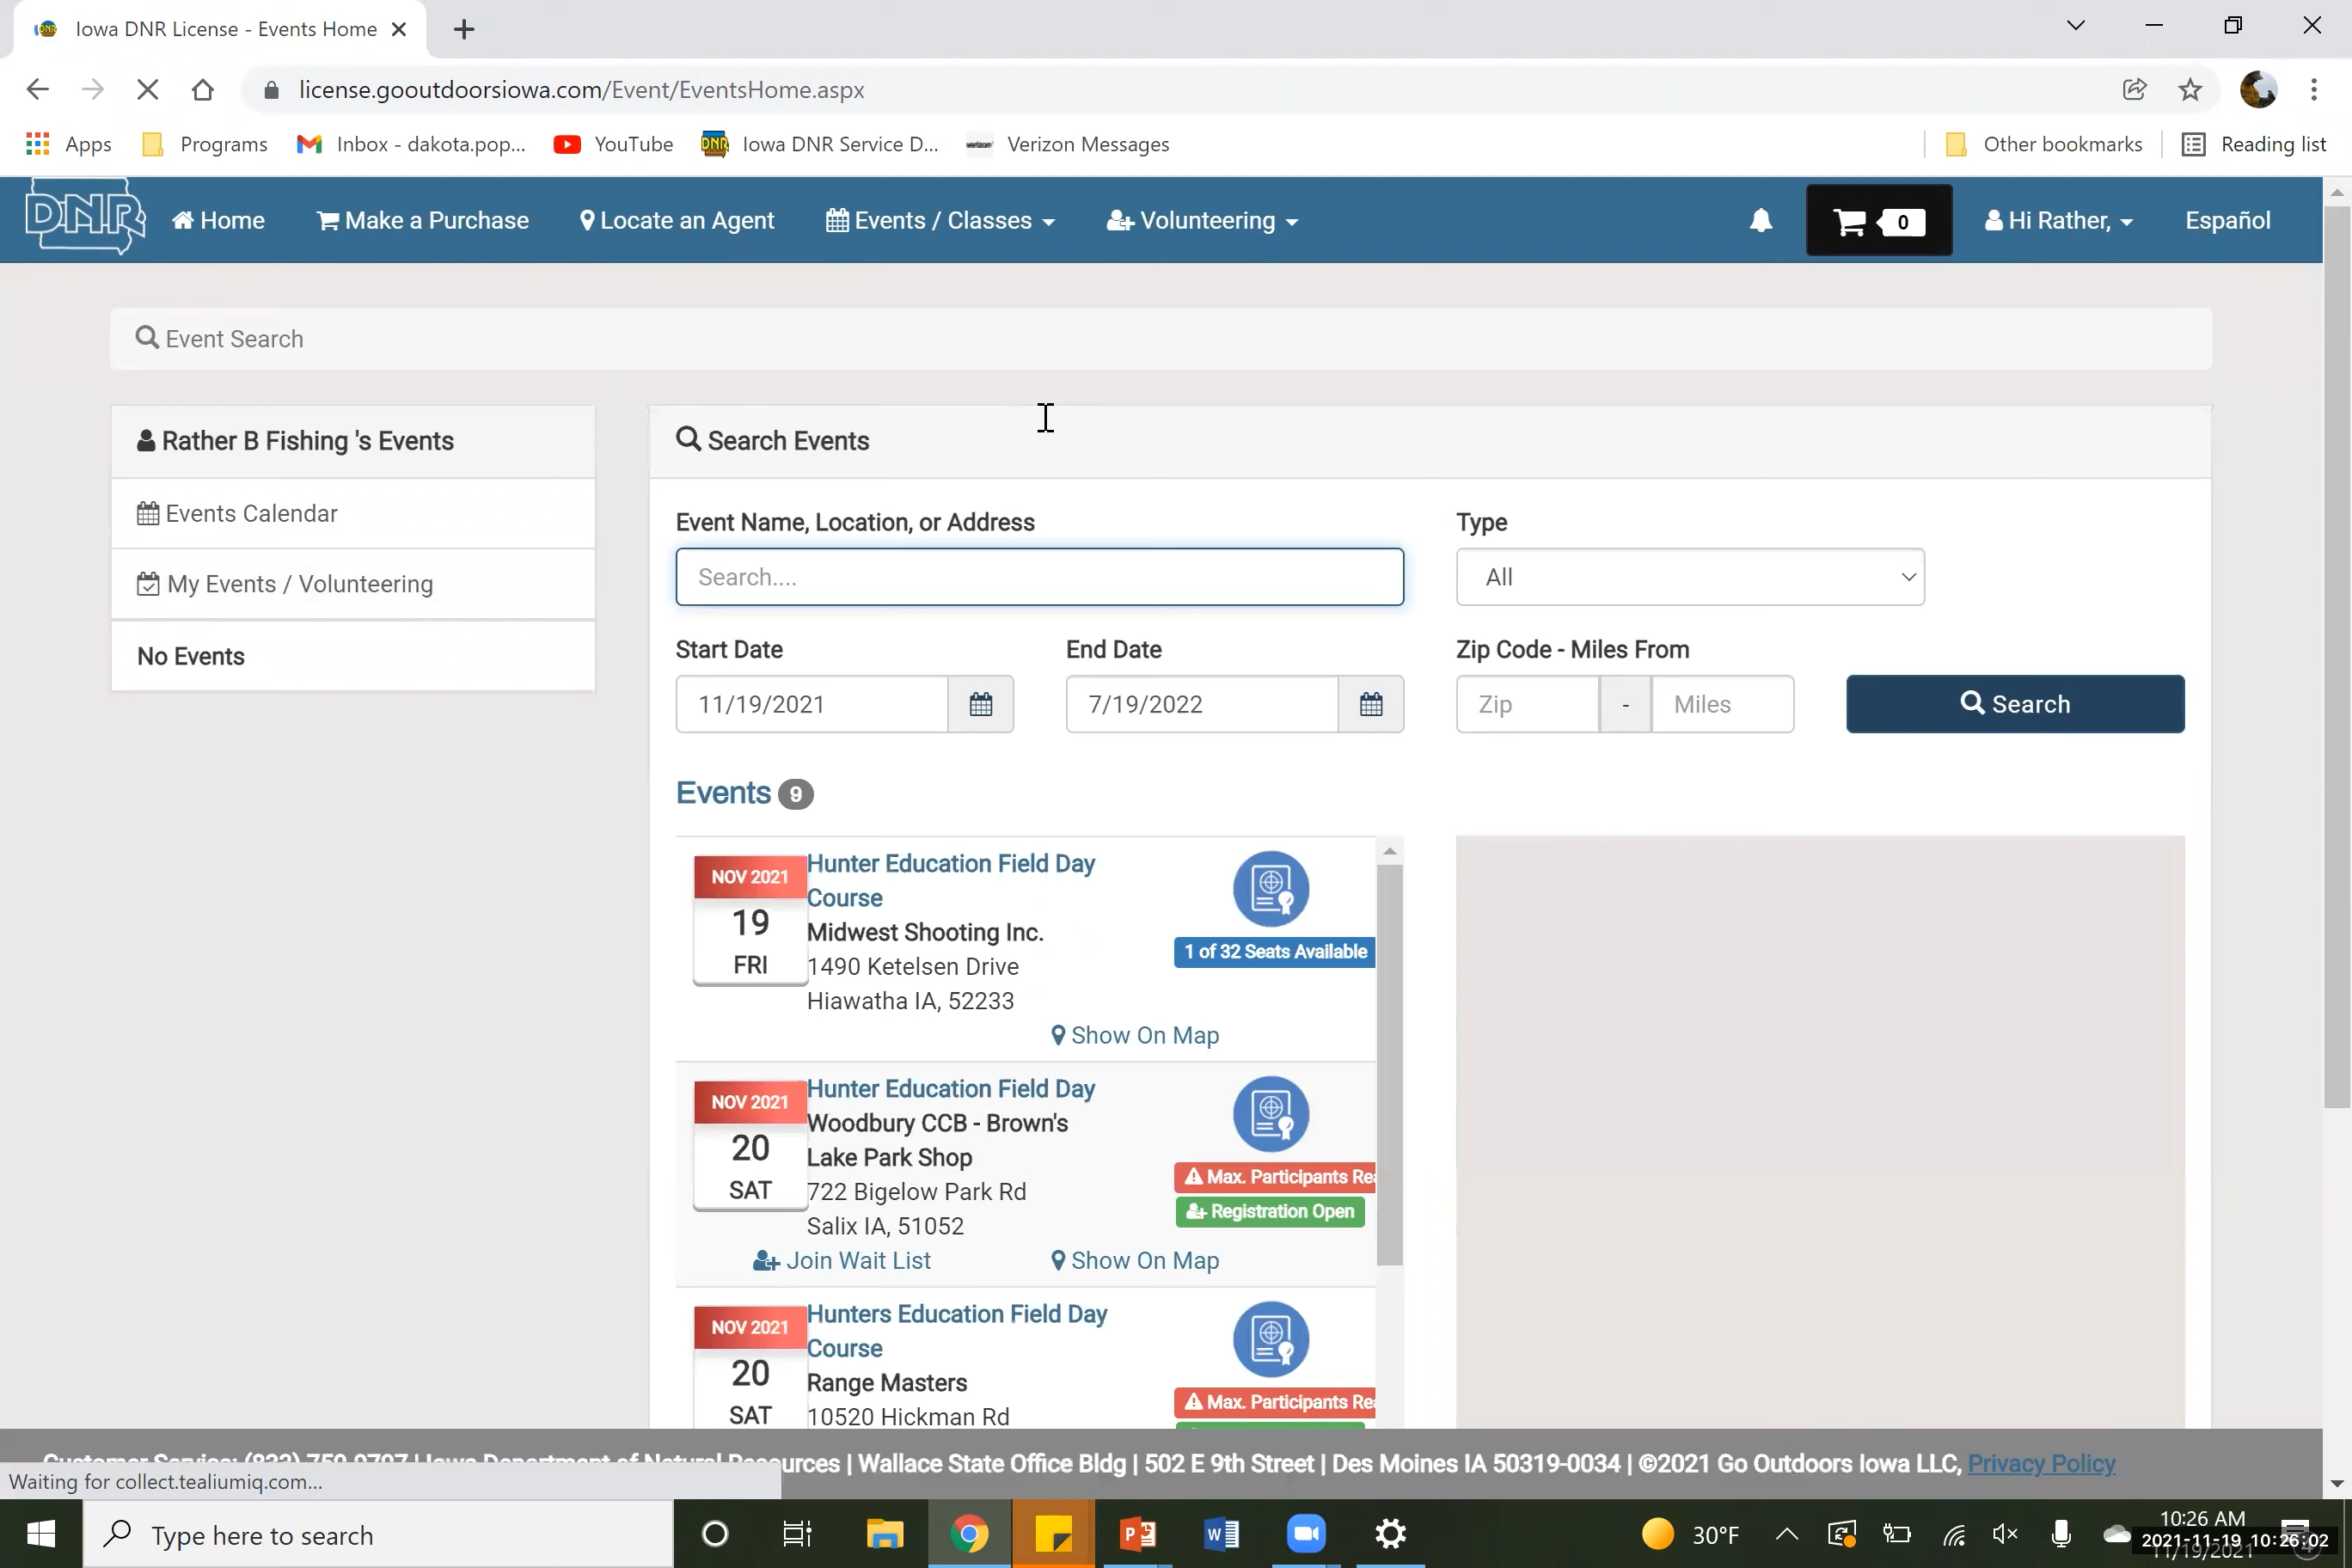 Iowa DNR License - Events Home
license.gooutdoorsiowa.com/Event/EventsHome.aspx
Apps Programs Inbox - dakota.pop... YouTube Iowa DNR Service D... Verizon Messages Other bookmarks Reading list
DNR Home Make a Purchase Locate an Agent Events / Classes Volunteering 0 Hi Rather, Español
Event Search
Rather B Fishing 's Events
Events Calendar
My Events / Volunteering
No Events
Search Events
Event Name, Location, or Address Type
Search.... All
Start Date End Date Zip Code - Miles From
11/19/2021 7/19/2022 Zip - Miles Search
Events 9
NOV 2021
19
FRI
Hunter Education Field Day
Course
Midwest Shooting Inc.
1490 Ketelsen Drive
Hiawatha IA, 52233
1 of 32 Seats Available
Show On Map
NOV 2021
20
SAT
Hunter Education Field Day
Woodbury CCB - Brown's
Lake Park Shop
722 Bigelow Park Rd
Salix IA, 51052
Max. Participants Rea
Registration Open
Join Wait List Show On Map
NOV 2021
20
SAT
Hunters Education Field Day
Course
Range Masters
10520 Hickman Rd
Max. Participants Rea
urces | Wallace State Office Bldg | 502 E 9th Street | Des Moines IA 50319-0034 | ©2021 Go Outdoors Iowa LLC, Privacy Policy
Waiting for collect.tealiumiq.com...
Type here to search
30°F
10:26 AM
2021-11-19 10:26:02